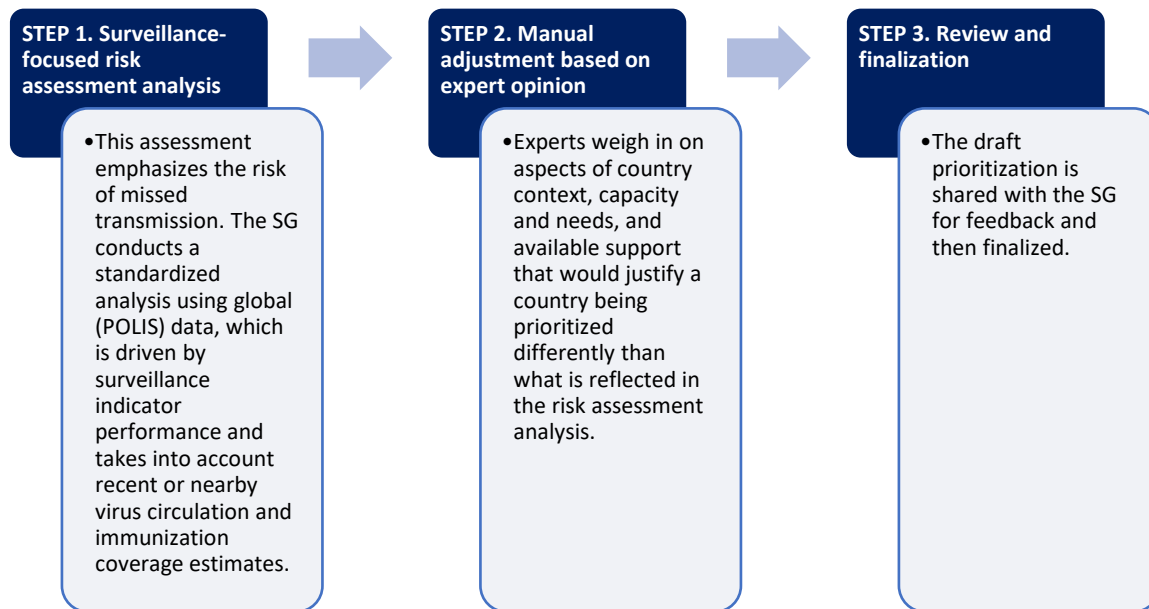 STEP 1. Surveillance-
focused risk
assessment analysis
•This assessment
emphasizes the risk
of missed
transmission. The SG
conducts a
standardized
analysis using global
(POLIS) data, which
is driven by
surveillance
indicator
performance and
takes into account
recent or nearby
virus circulation and
immunization
coverage estimates.
STEP 2. Manual
adjustment based on
expert opinion
•Experts weigh in on
aspects of country
context, capacity
and needs, and
available support
that would justify a
country being
prioritized
differently than
what is reflected in
the risk assessment
analysis.
STEP 3. Review and
finalization
•The draft
prioritization is
shared with the SG
for feedback and
then finalized.